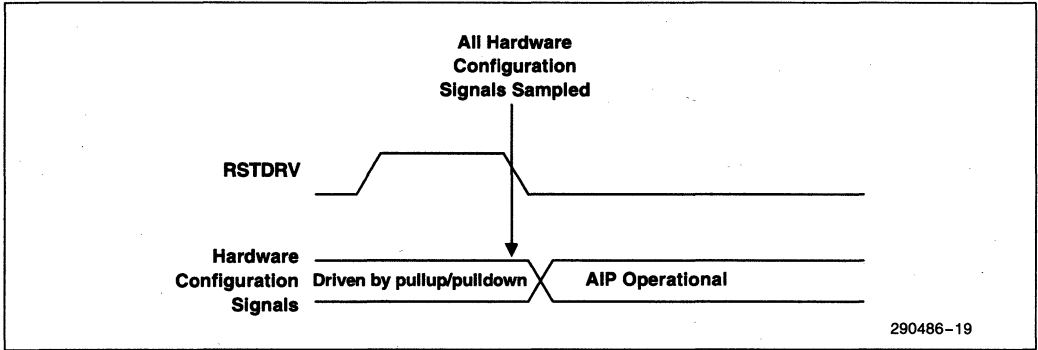 All Hardware
Configuration
Signals Sampled
RSTDRV
Hardware
Configuration
Signals
Driven by pullup/pulldown
AIP Operational
290486-19